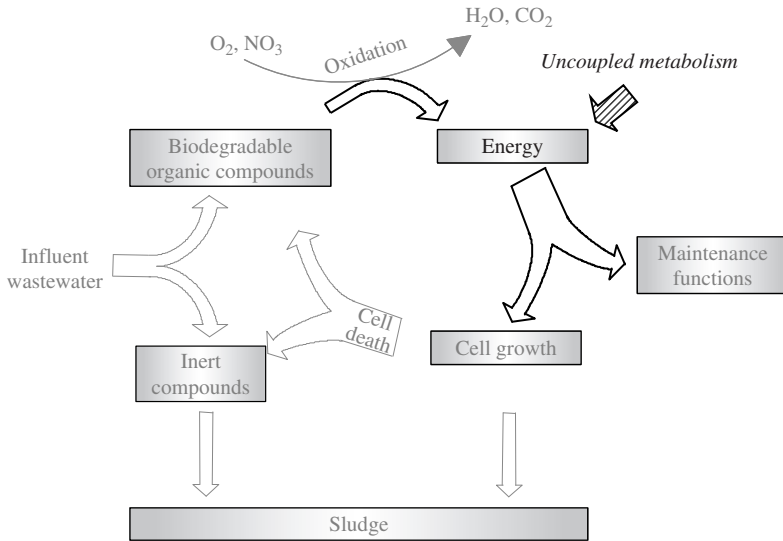 H₂O, CO₂
O₂, NO₃
Oxidation
Uncoupled metabolism
Biodegradable
organic compounds
Energy
Influent
wastewater
Maintenance
functions
Cell
death
Cell growth
Inert
compounds
Sludge